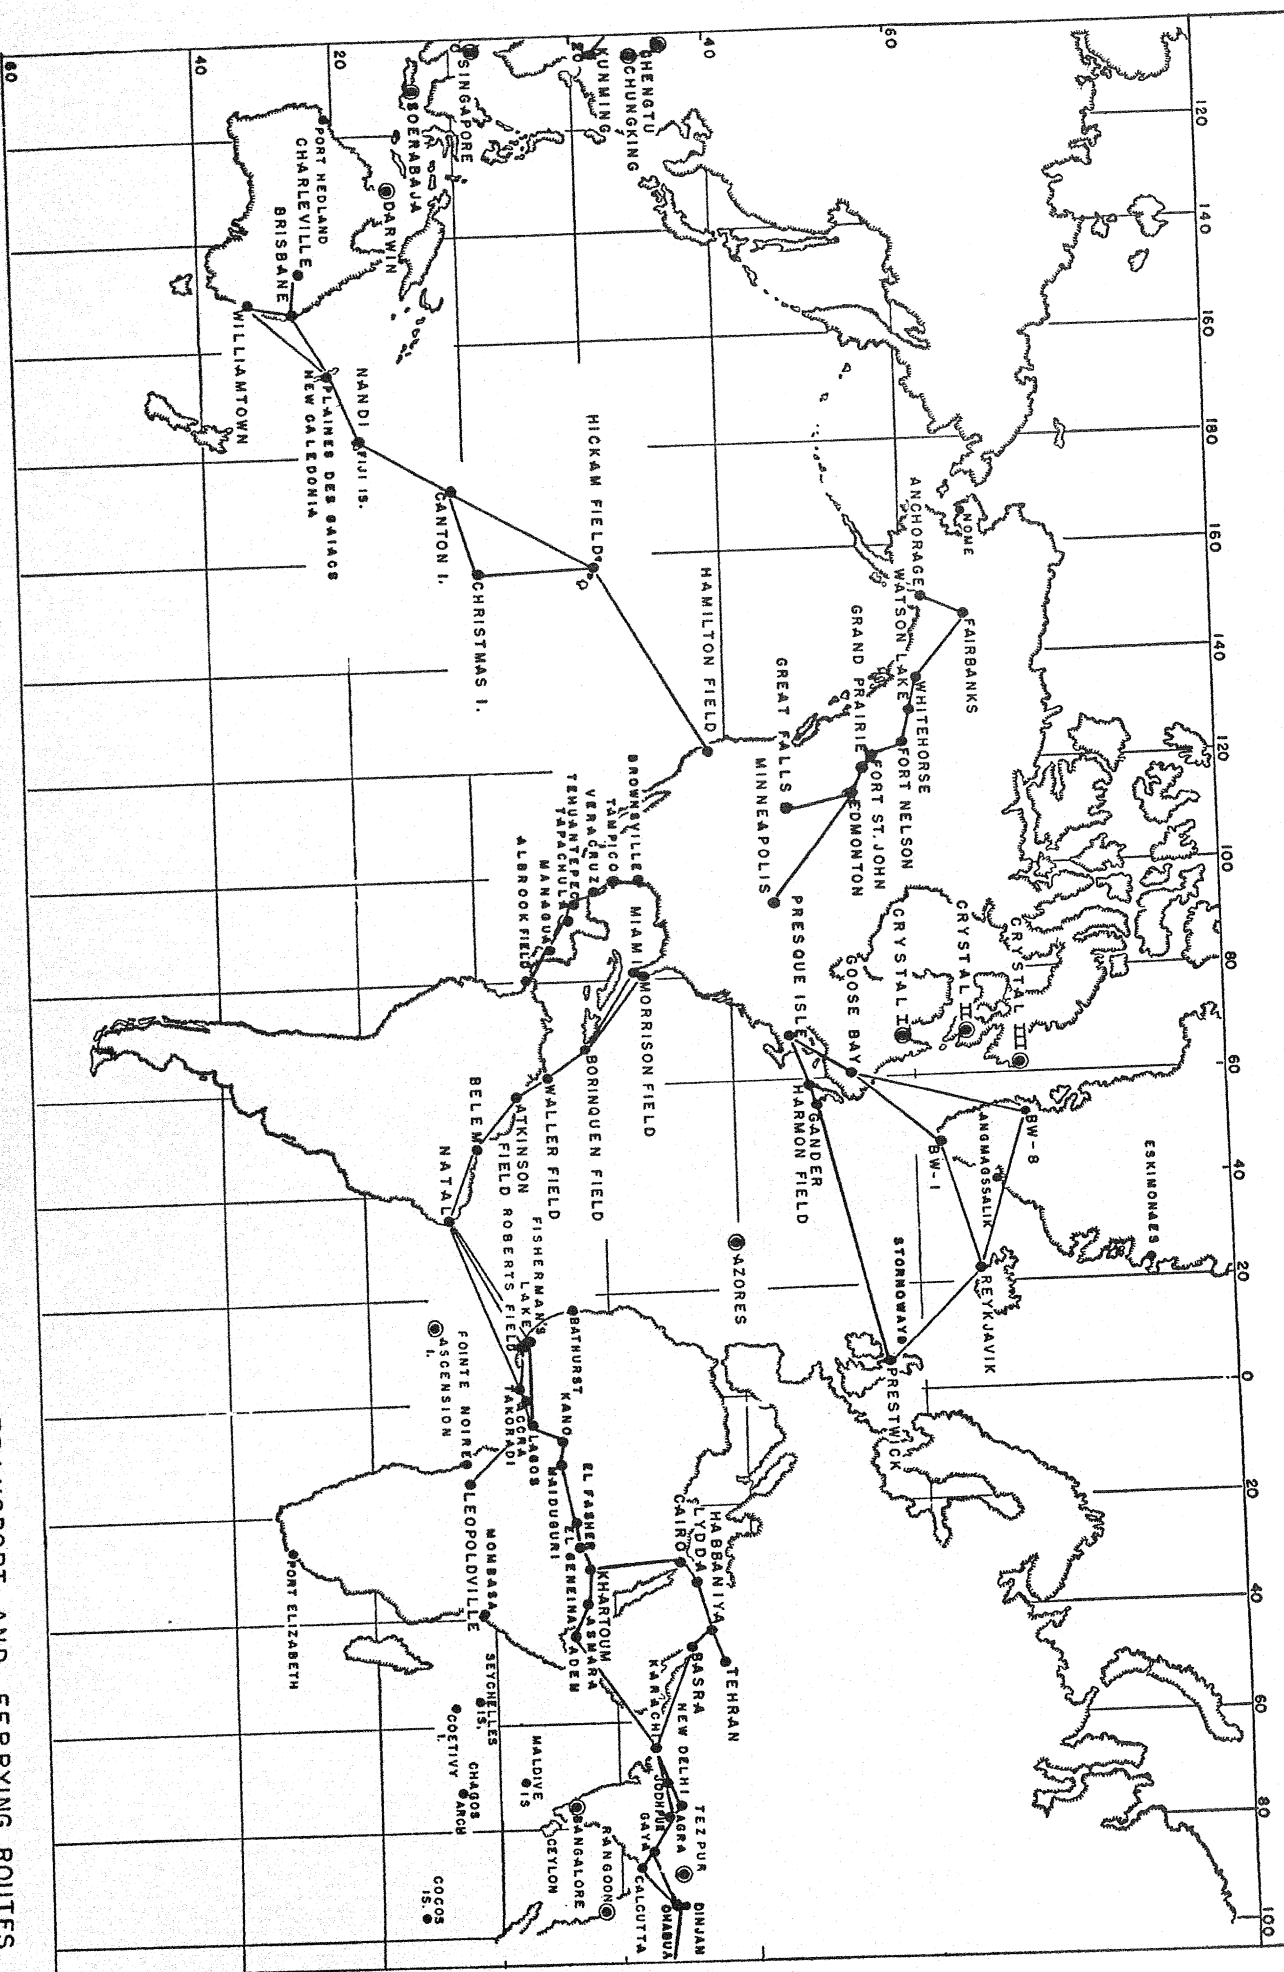 120
140
160
180
160
140
120
100
80
60
40
20
0
20
40
60
80
100
60
40
20
20
40
60
CHENGTU
CHUNGKING
KUNMING
SINGAPORE
SOERABAJA
DARWIN
PORT HEDLAND
CHARLEVILLE
BRISBANE
WILLIAMTOWN
PLAINES DES GAIACS
NEW CALEDONIA
NANDI
FIJI IS.
CANTON I.
CHRISTMAS I.
HICKAM FIELD
HAMILTON FIELD
NOME
ANCHORAGE
FAIRBANKS
WHITEHORSE
WATSON LAKE
FORT NELSON
FORT ST. JOHN
GRAND PRAIRIE
EDMONTON
GREAT FALLS
MINNEAPOLIS
BROWNSVILLE
TAMPICO
VERACRUZ
TEHUANTEPEC
TAPACHULA
MANAGUA
ALBROOK FIELD
MIAMI
MORRISON FIELD
BORINQUEN FIELD
WALLER FIELD
ATKINSON
FIELD
BELEM
NATAL
PRESQUE ISLE
GOOSE BAY
CRYSTAL I
CRYSTAL II
CRYSTAL III
HARMON FIELD
GANDER
BW-1
BW-8
ANGMAGSSALIK
ESKIMONAES
REYKJAVIK
STORNOWAYD
PRESTWICK
AZORES
ASCENSION
I.
FISHERMAN'S
LAKE
ROBERTS FIELD
BATHURST
TAKORADI
ACCRA
LAGOS
KANO
MAIDUGURI
EL GENEINA
EL FASHER
KHARTOUM
ASMARA
ADEN
POINTE NOIRE
LEOPOLDVILLE
MOMBASA
PORT ELIZABETH
CAIRO
LYDDA
HABBANIYA
BASRA
TEHRAN
KARACHI
NEW DELHI
JODHPUR
AGRA
GAYA
TEZPUR
DINJAN
CHABUA
CALCUTTA
RANGOON
BANGALORE
CEYLON
MALDIVE
IS
SEYCHELLES
IS.
COETIVY
I.
CHAGOS
ARCH
COCOS
IS.
TRANSPORT AND FERRYING ROUTES